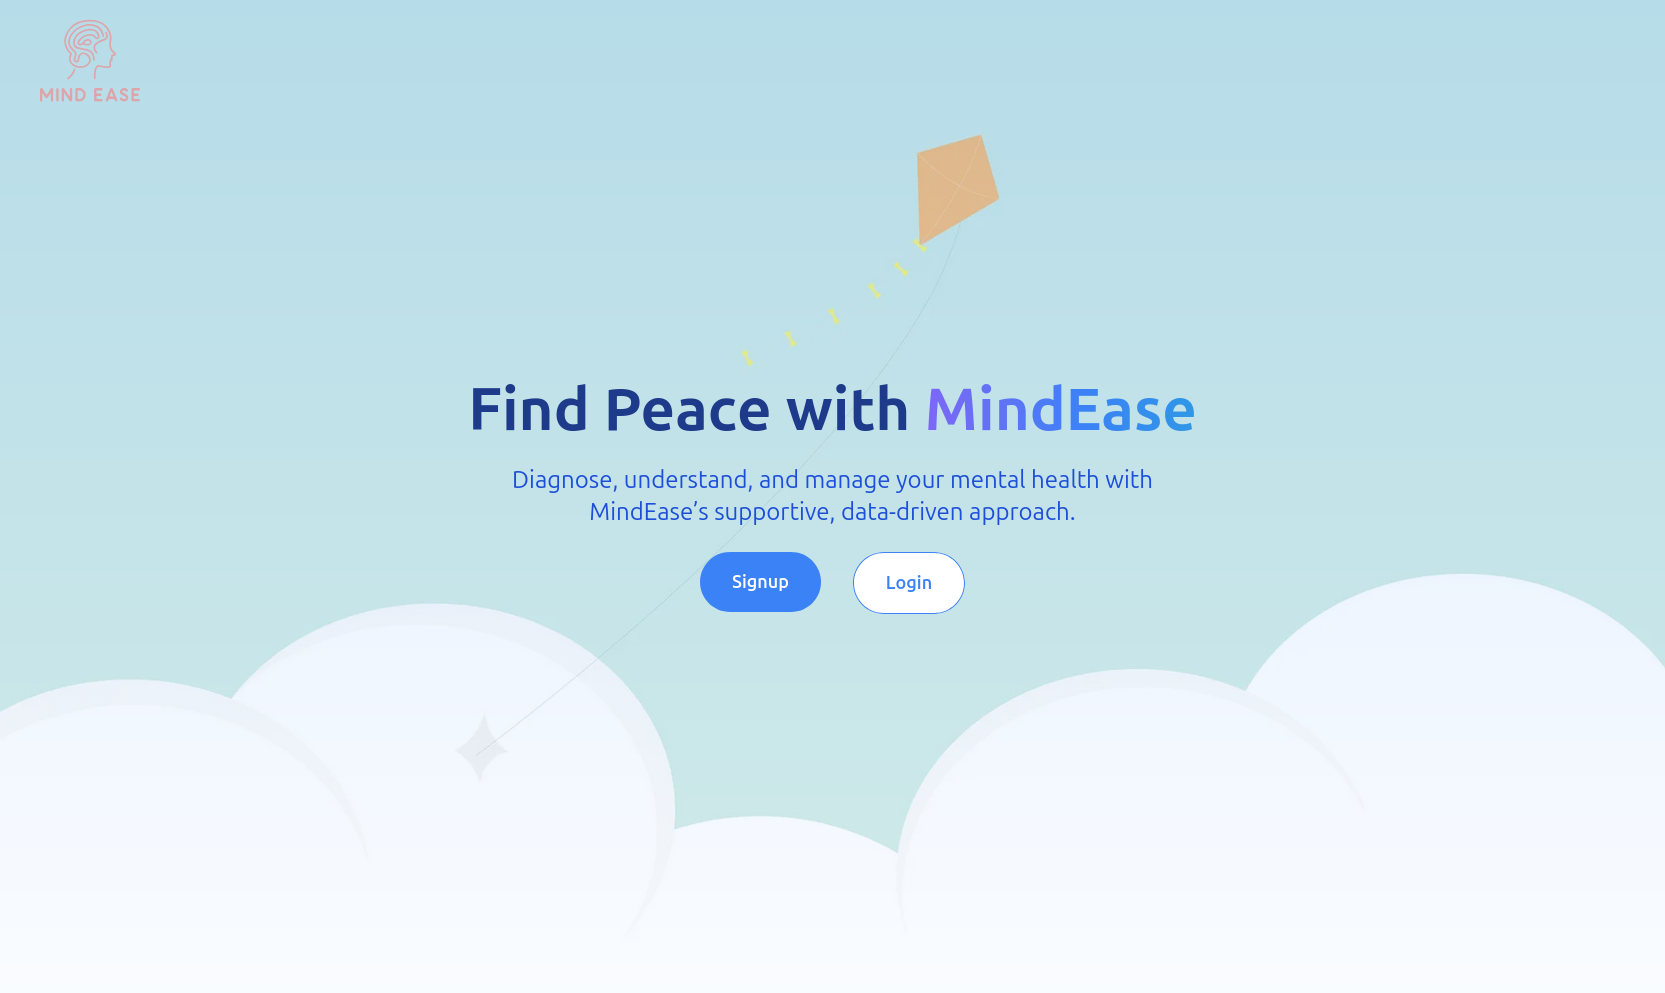 MIND EASE
Find Peace with MindEase
Diagnose, understand, and manage your mental health with
MindEase’s supportive, data-driven approach.
Signup
Login